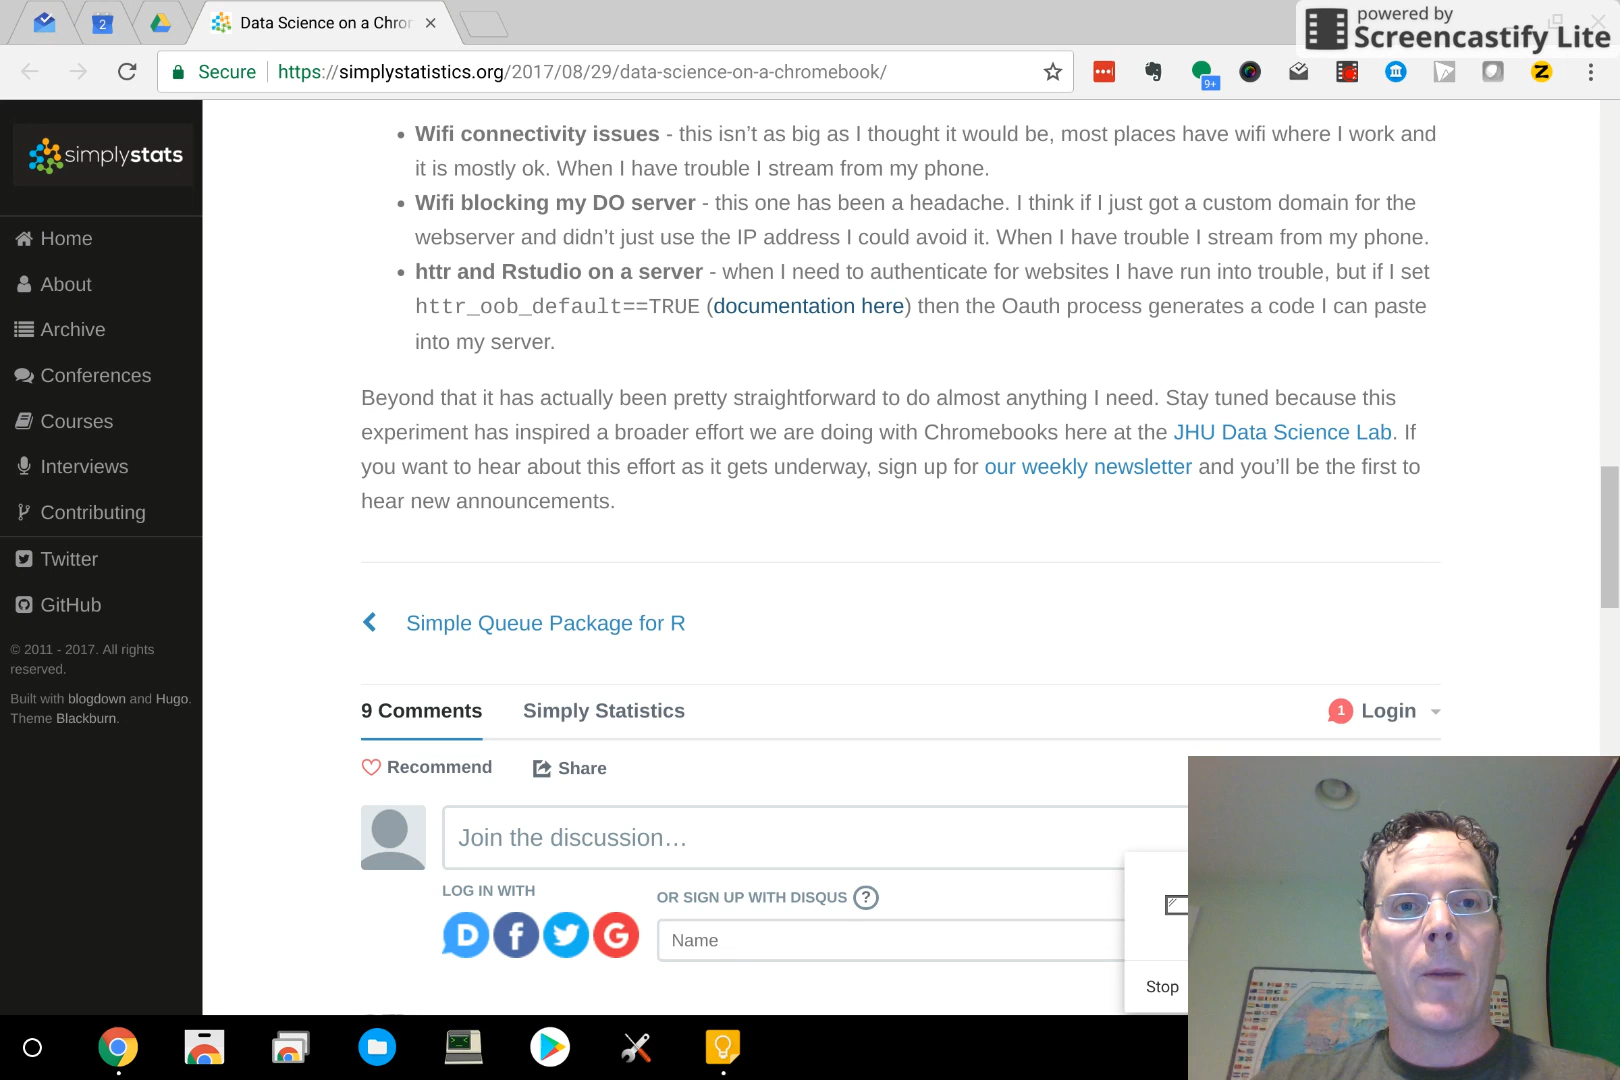 2
Data Science on a Chro
powered by
Screencastify Lite
Secure
https://simplystatistics.org/2017/08/29/data-science-on-a-chromebook/
9+
Z
simplystats
Home
About
Archive
Conferences
Courses
Interviews
Contributing
Twitter
GitHub
© 2011 - 2017. All rights
reserved.
Built with blogdown and Hugo.
Theme Blackburn.
Wifi connectivity issues - this isn’t as big as I thought it would be, most places have wifi where I work and
it is mostly ok. When I have trouble I stream from my phone.
Wifi blocking my DO server - this one has been a headache. I think if I just got a custom domain for the
webserver and didn’t just use the IP address I could avoid it. When I have trouble I stream from my phone.
httr and Rstudio on a server - when I need to authenticate for websites I have run into trouble, but if I set
httr_oob_default==TRUE (documentation here) then the Oauth process generates a code I can paste
into my server.
Beyond that it has actually been pretty straightforward to do almost anything I need. Stay tuned because this
experiment has inspired a broader effort we are doing with Chromebooks here at the JHU Data Science Lab. If
you want to hear about this effort as it gets underway, sign up for our weekly newsletter and you’ll be the first to
hear new announcements.
Simple Queue Package for R
9 Comments
Simply Statistics
1
Login
Recommend
Share
Join the discussion…
LOG IN WITH
OR SIGN UP WITH DISQUS ?
D
f
G
Name
Stop